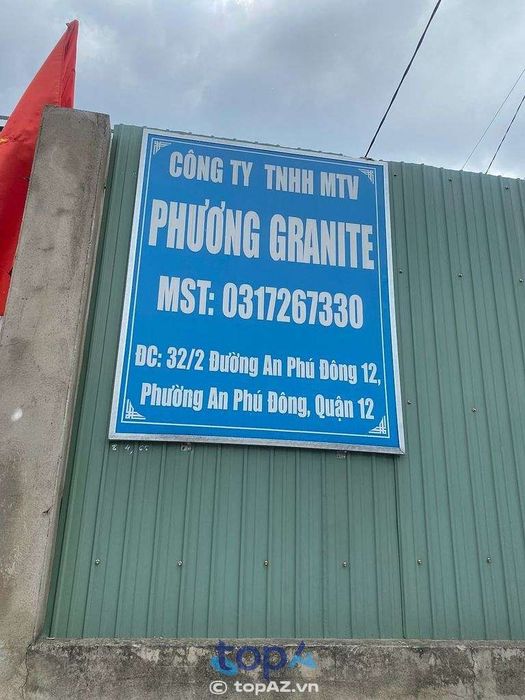 CÔNG TY TNHH MTV
PHƯƠNG GRANITE
MST: 0317267330
ĐC: 32/2 Đường An Phú Đông 12,
Phường An Phú Đông, Quận 12
topA
© topAZ.vn